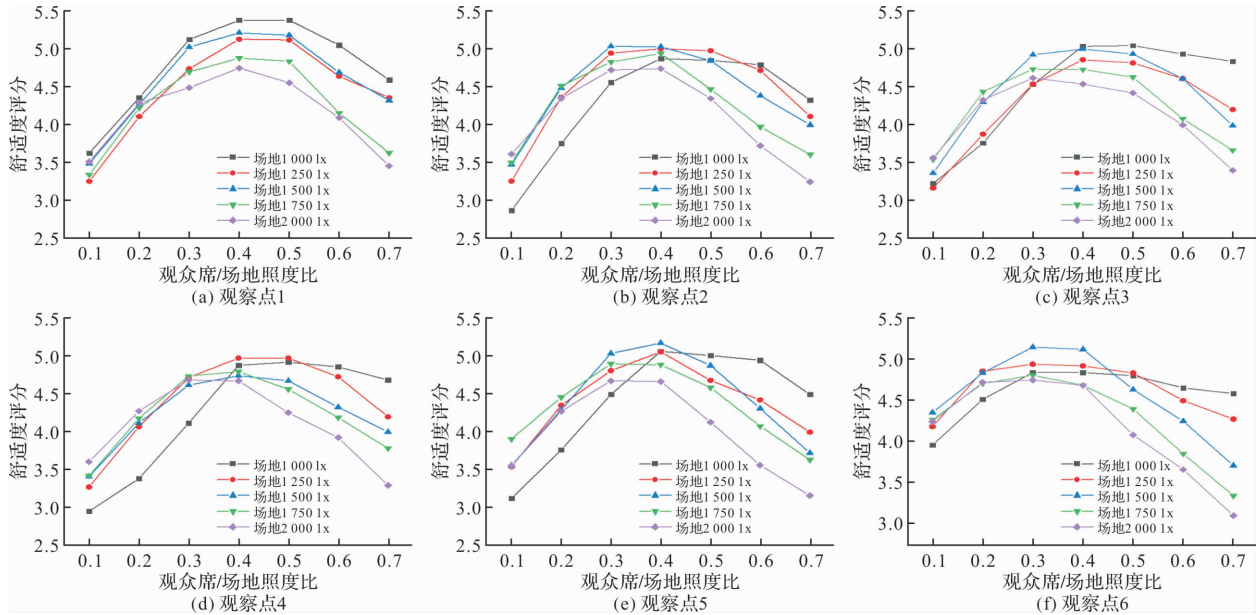 舒适度评分
5.5
5.0
4.5
4.0
3.5
3.0
2.5
场地1 000 lx
场地1 250 lx
场地1 500 lx
场地1 750 lx
场地2 000 lx
0.1 0.2 0.3 0.4 0.5 0.6 0.7
观众席/场地照度比
(a) 观察点1
舒适度评分
5.5
5.0
4.5
4.0
3.5
3.0
2.5
场地1 000 lx
场地1 250 lx
场地1 500 lx
场地1 750 lx
场地2 000 lx
0.1 0.2 0.3 0.4 0.5 0.6 0.7
观众席/场地照度比
(b) 观察点2
舒适度评分
5.5
5.0
4.5
4.0
3.5
3.0
2.5
场地1 000 lx
场地1 250 lx
场地1 500 lx
场地1 750 lx
场地2 000 lx
0.1 0.2 0.3 0.4 0.5 0.6 0.7
观众席/场地照度比
(c) 观察点3
舒适度评分
5.5
5.0
4.5
4.0
3.5
3.0
2.5
场地1 000 lx
场地1 250 lx
场地1 500 lx
场地1 750 lx
场地2 000 lx
0.1 0.2 0.3 0.4 0.5 0.6 0.7
观众席/场地照度比
(d) 观察点4
舒适度评分
5.5
5.0
4.5
4.0
3.5
3.0
2.5
场地1 000 lx
场地1 250 lx
场地1 500 lx
场地1 750 lx
场地2 000 lx
0.1 0.2 0.3 0.4 0.5 0.6 0.7
观众席/场地照度比
(e) 观察点5
舒适度评分
5.5
5.0
4.5
4.0
3.5
3.0
场地1 000 lx
场地1 250 lx
场地1 500 lx
场地1 750 lx
场地2 000 lx
0.1 0.2 0.3 0.4 0.5 0.6 0.7
观众席/场地照度比
(f) 观察点6